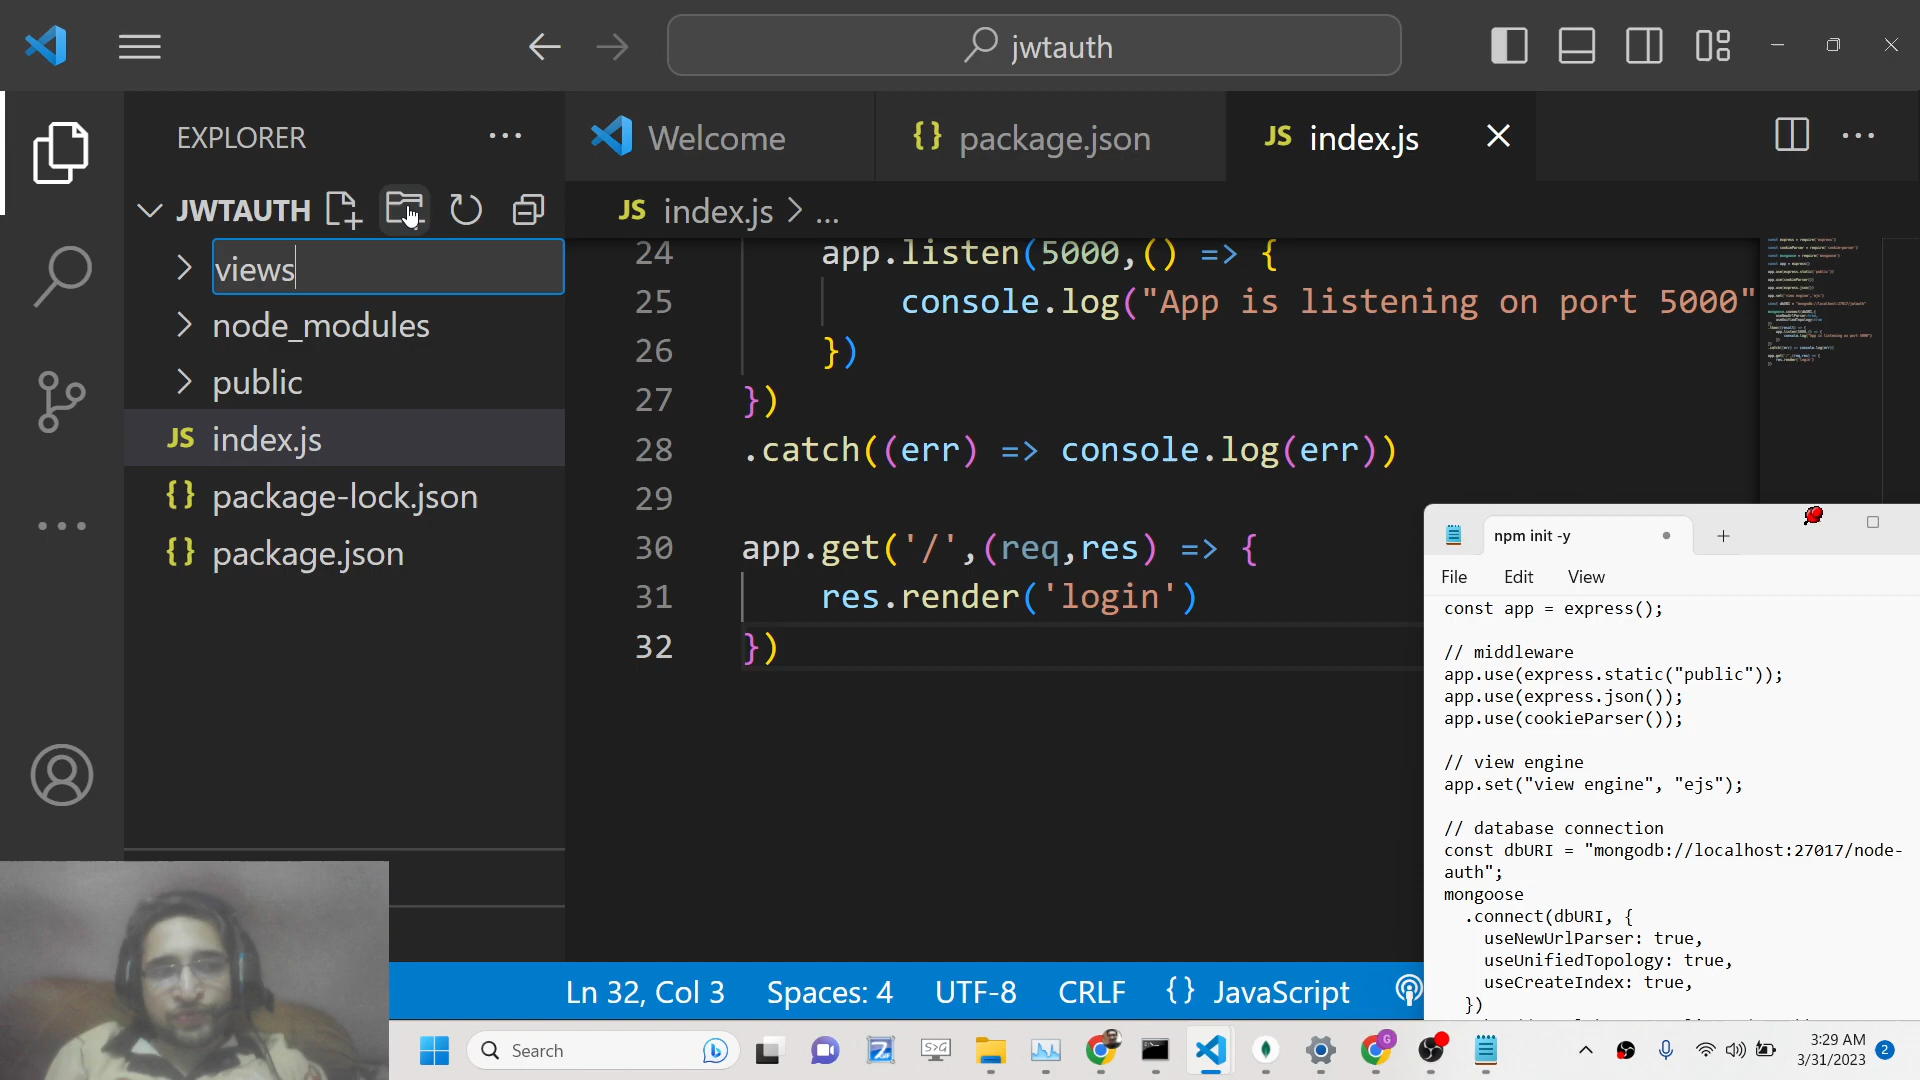 jwtauth
EXPLORER
Welcome
{} package.json
JS index.js
JWTAUTH
JS index.js > ...
views
node_modules
public
JS index.js
{} package-lock.json
{} package.json
24 app.listen(5000,() => {
25 console.log("App is listening on port 5000"
26 })
27 })
28 .catch((err) => console.log(err))
29
30 app.get('/',(req,res) => {
31 res.render('login')
32 })
npm init -y
File Edit View
const app = express();
// middleware
app.use(express.static("public"));
app.use(express.json());
app.use(cookieParser());
// view engine
app.set("view engine", "ejs");
// database connection
const dbURI = "mongodb://localhost:27017/node-
auth";
mongoose
.connect(dbURI, {
useNewUrlParser: true,
useUnifiedTopology: true,
useCreateIndex: true,
})
Ln 32, Col 3 Spaces: 4 UTF-8 CRLF {} JavaScript
Search
3:29 AM
3/31/2023
2